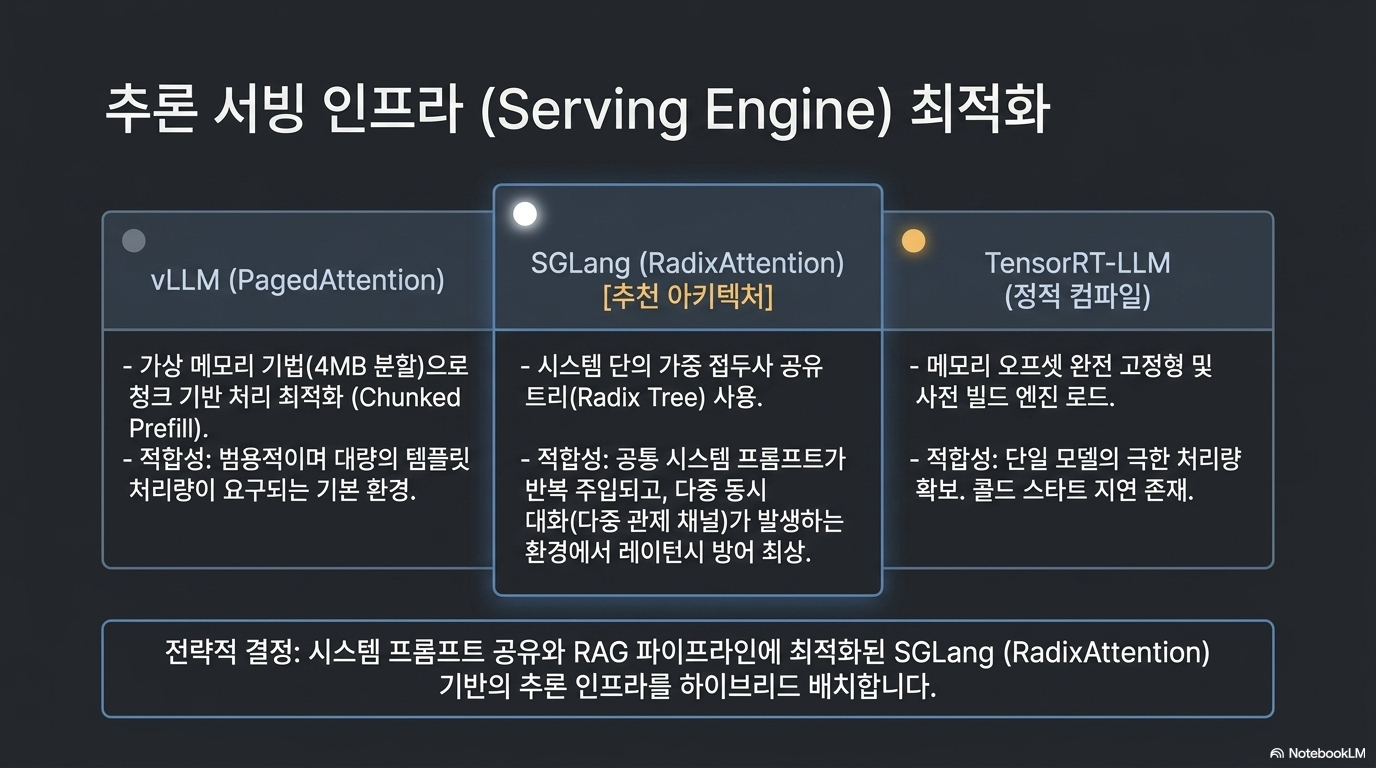 추론 서빙 인프라 (Serving Engine) 최적화
vLLM (PagedAttention)
- 가상 메모리 기법(4MB 분할)으로
청크 기반 처리 최적화 (Chunked
Prefill).
- 적합성: 범용적이며 대량의 템플릿
처리량이 요구되는 기본 환경.
SGLang (RadixAttention)
[추천 아키텍처]
- 시스템 단의 가중 접두사 공유
트리(Radix Tree) 사용.
- 적합성: 공통 시스템 프롬프트가
반복 주입되고, 다중 동시
대화(다중 관제 채널)가 발생하는
환경에서 레이턴시 방어 최상.
TensorRT-LLM
(정적 컴파일)
- 메모리 오프셋 완전 고정형 및
사전 빌드 엔진 로드.
- 적합성: 단일 모델의 극한 처리량
확보. 콜드 스타트 지연 존재.
전략적 결정: 시스템 프롬프트 공유와 RAG 파이프라인에 최적화된 SGLang (RadixAttention)
기반의 추론 인프라를 하이브리드 배치합니다.
NotebookLM